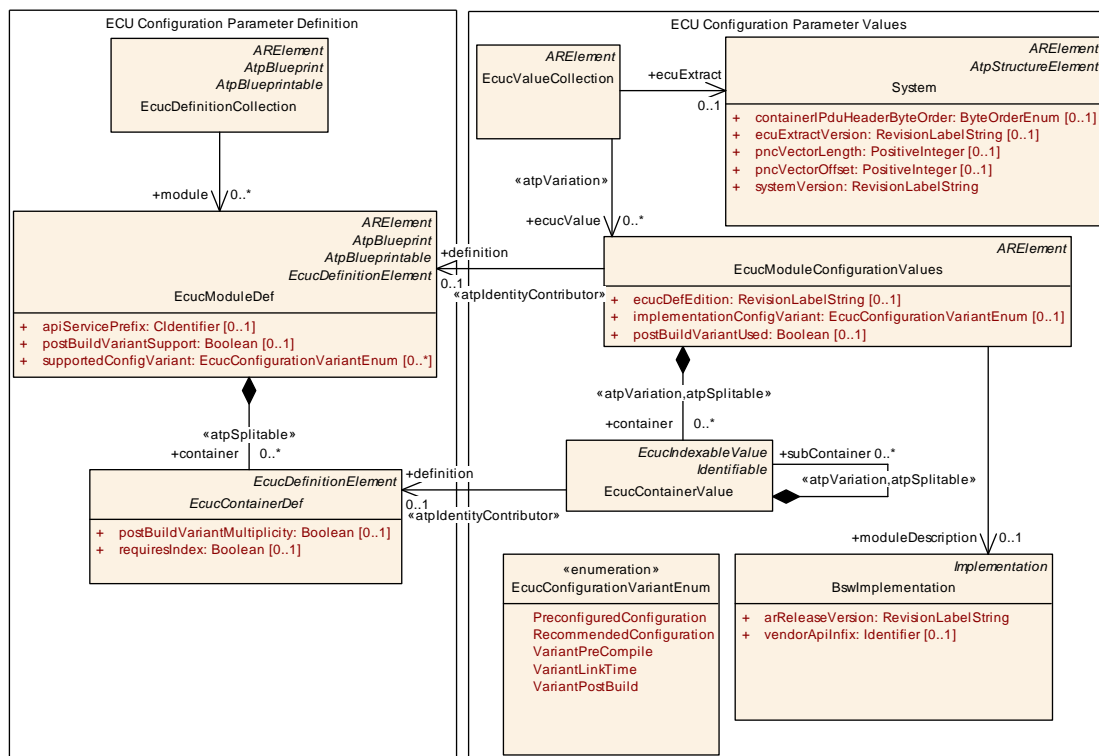 ECU Configuration Parameter Definition
ARElement
AtpBlueprint
AtpBlueprintable
EcucDefinitionCollection
+module
0..*
ARElement
AtpBlueprint
AtpBlueprintable
EcucDefinitionElement
EcucModuleDef
+ apiServicePrefix: CIdentifier [0..1]
+ postBuildVariantSupport: Boolean [0..1]
+ supportedConfigVariant: EcucConfigurationVariantEnum [0..*]
«atpSplitable»
+container
0..*
EcucDefinitionElement
EcucContainerDef
+ postBuildVariantMultiplicity: Boolean [0..1]
+ requiresIndex: Boolean [0..1]
ECU Configuration Parameter Values
ARElement
EcucValueCollection
+ecuExtract
0..1
ARElement
AtpStructureElement
System
+ containerIPduHeaderByteOrder: ByteOrderEnum [0..1]
+ ecuExtractVersion: RevisionLabelString [0..1]
+ pncVectorLength: PositiveInteger [0..1]
+ pncVectorOffset: PositiveInteger [0..1]
+ systemVersion: RevisionLabelString
«atpVariation»
+ecucValue
0..*
+definition
0..1
«atpIdentityContributor»
ARElement
EcucModuleConfigurationValues
+ ecucDefEdition: RevisionLabelString [0..1]
+ implementationConfigVariant: EcucConfigurationVariantEnum [0..1]
+ postBuildVariantUsed: Boolean [0..1]
«atpVariation,atpSplitable»
+container
0..*
+definition
0..1
«atpIdentityContributor»
EcucIndexableValue
Identifiable
EcucContainerValue
+subContainer 0..*
«atpVariation,atpSplitable»
+moduleDescription
0..1
«enumeration»
EcucConfigurationVariantEnum
PreconfiguredConfiguration
RecommendedConfiguration
VariantPreCompile
VariantLinkTime
VariantPostBuild
Implementation
BswImplementation
+ arReleaseVersion: RevisionLabelString
+ vendorApiInfix: Identifier [0..1]